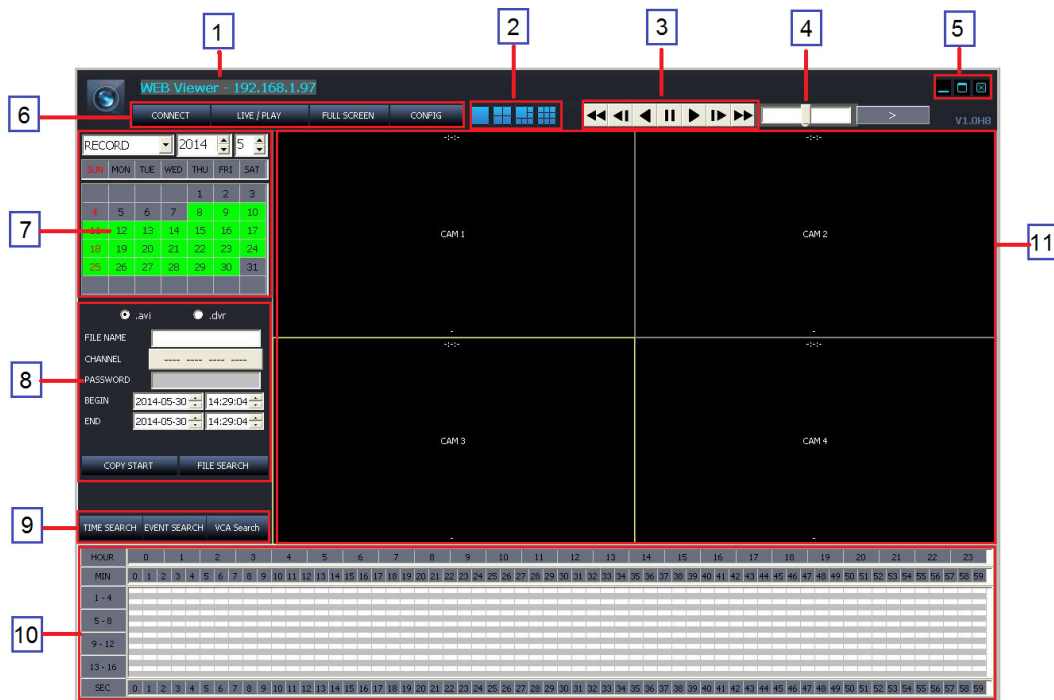 1
2
3
4
5
6
7
8
9
10
11
WEB Viewer - 192.168.1.97
CONNECT LIVE / PLAY FULL SCREEN CONFIG
>
V1.0H8
RECORD 2014 5
SUN MON TUE WED THU FRI SAT
1 2 3
4 5 6 7 8 9 10
11 12 13 14 15 16 17
18 19 20 21 22 23 24
25 26 27 28 29 30 31
.avi .dvr
FILE NAME
CHANNEL ---- ---- ---- ----
PASSWORD
BEGIN 2014-05-30 14:29:04
END 2014-05-30 14:29:04
COPY START FILE SEARCH
TIME SEARCH EVENT SEARCH VCA Search
-:-:-
CAM 1
-
-:-:-
CAM 2
-
-:-:-
CAM 3
-
-:-:-
CAM 4
-
HOUR 0 1 2 3 4 5 6 7 8 9 10 11 12 13 14 15 16 17 18 19 20 21 22 23
MIN 0 1 2 3 4 5 6 7 8 9 10 11 12 13 14 15 16 17 18 19 20 21 22 23 24 25 26 27 28 29 30 31 32 33 34 35 36 37 38 39 40 41 42 43 44 45 46 47 48 49 50 51 52 53 54 55 56 57 58 59
1 - 4
5 - 8
9 - 12
13 - 16
SEC 0 1 2 3 4 5 6 7 8 9 10 11 12 13 14 15 16 17 18 19 20 21 22 23 24 25 26 27 28 29 30 31 32 33 34 35 36 37 38 39 40 41 42 43 44 45 46 47 48 49 50 51 52 53 54 55 56 57 58 59